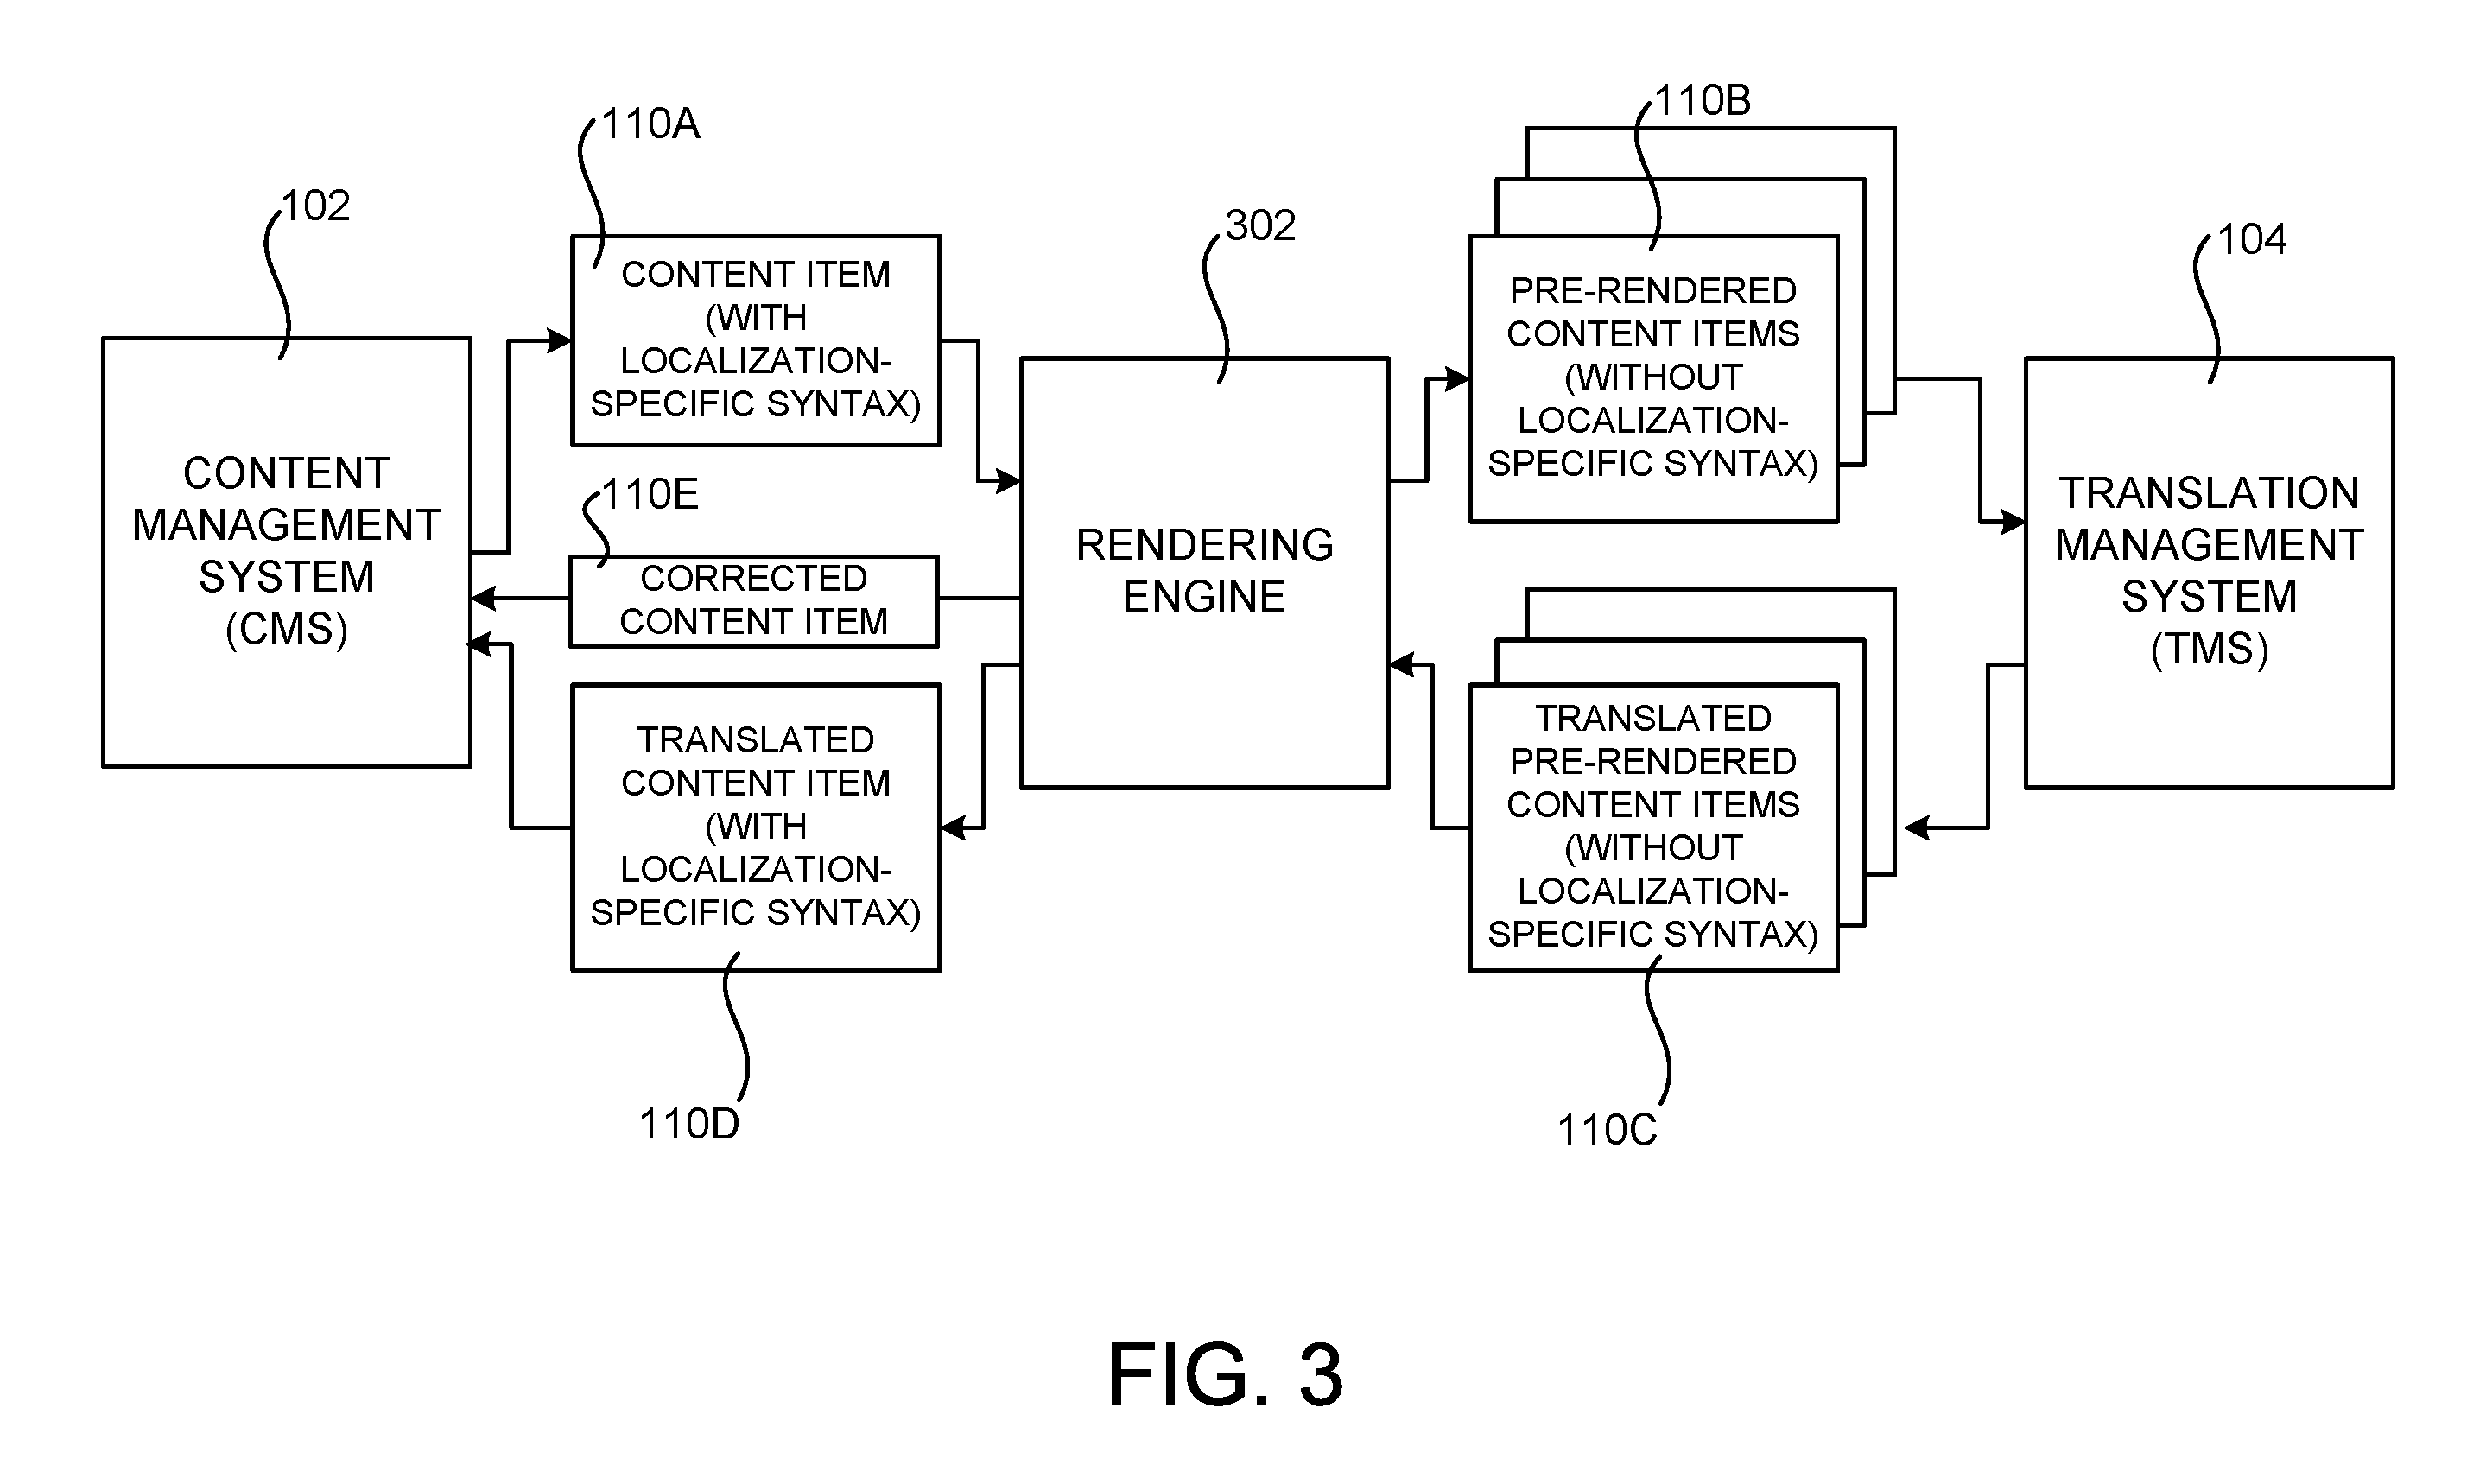 110A
110B
102
302
104
CONTENT ITEM
(WITH
LOCALIZATION-
SPECIFIC SYNTAX)
PRE-RENDERED
CONTENT ITEMS
(WITHOUT
LOCALIZATION-
SPECIFIC SYNTAX)
CONTENT
MANAGEMENT
SYSTEM
(CMS)
110E
CORRECTED
CONTENT ITEM
RENDERING
ENGINE
TRANSLATION
MANAGEMENT
SYSTEM
(TMS)
TRANSLATED
CONTENT ITEM
(WITH
LOCALIZATION-
SPECIFIC SYNTAX)
TRANSLATED
PRE-RENDERED
CONTENT ITEMS
(WITHOUT
LOCALIZATION-
SPECIFIC SYNTAX)
110D
110C
FIG. 3